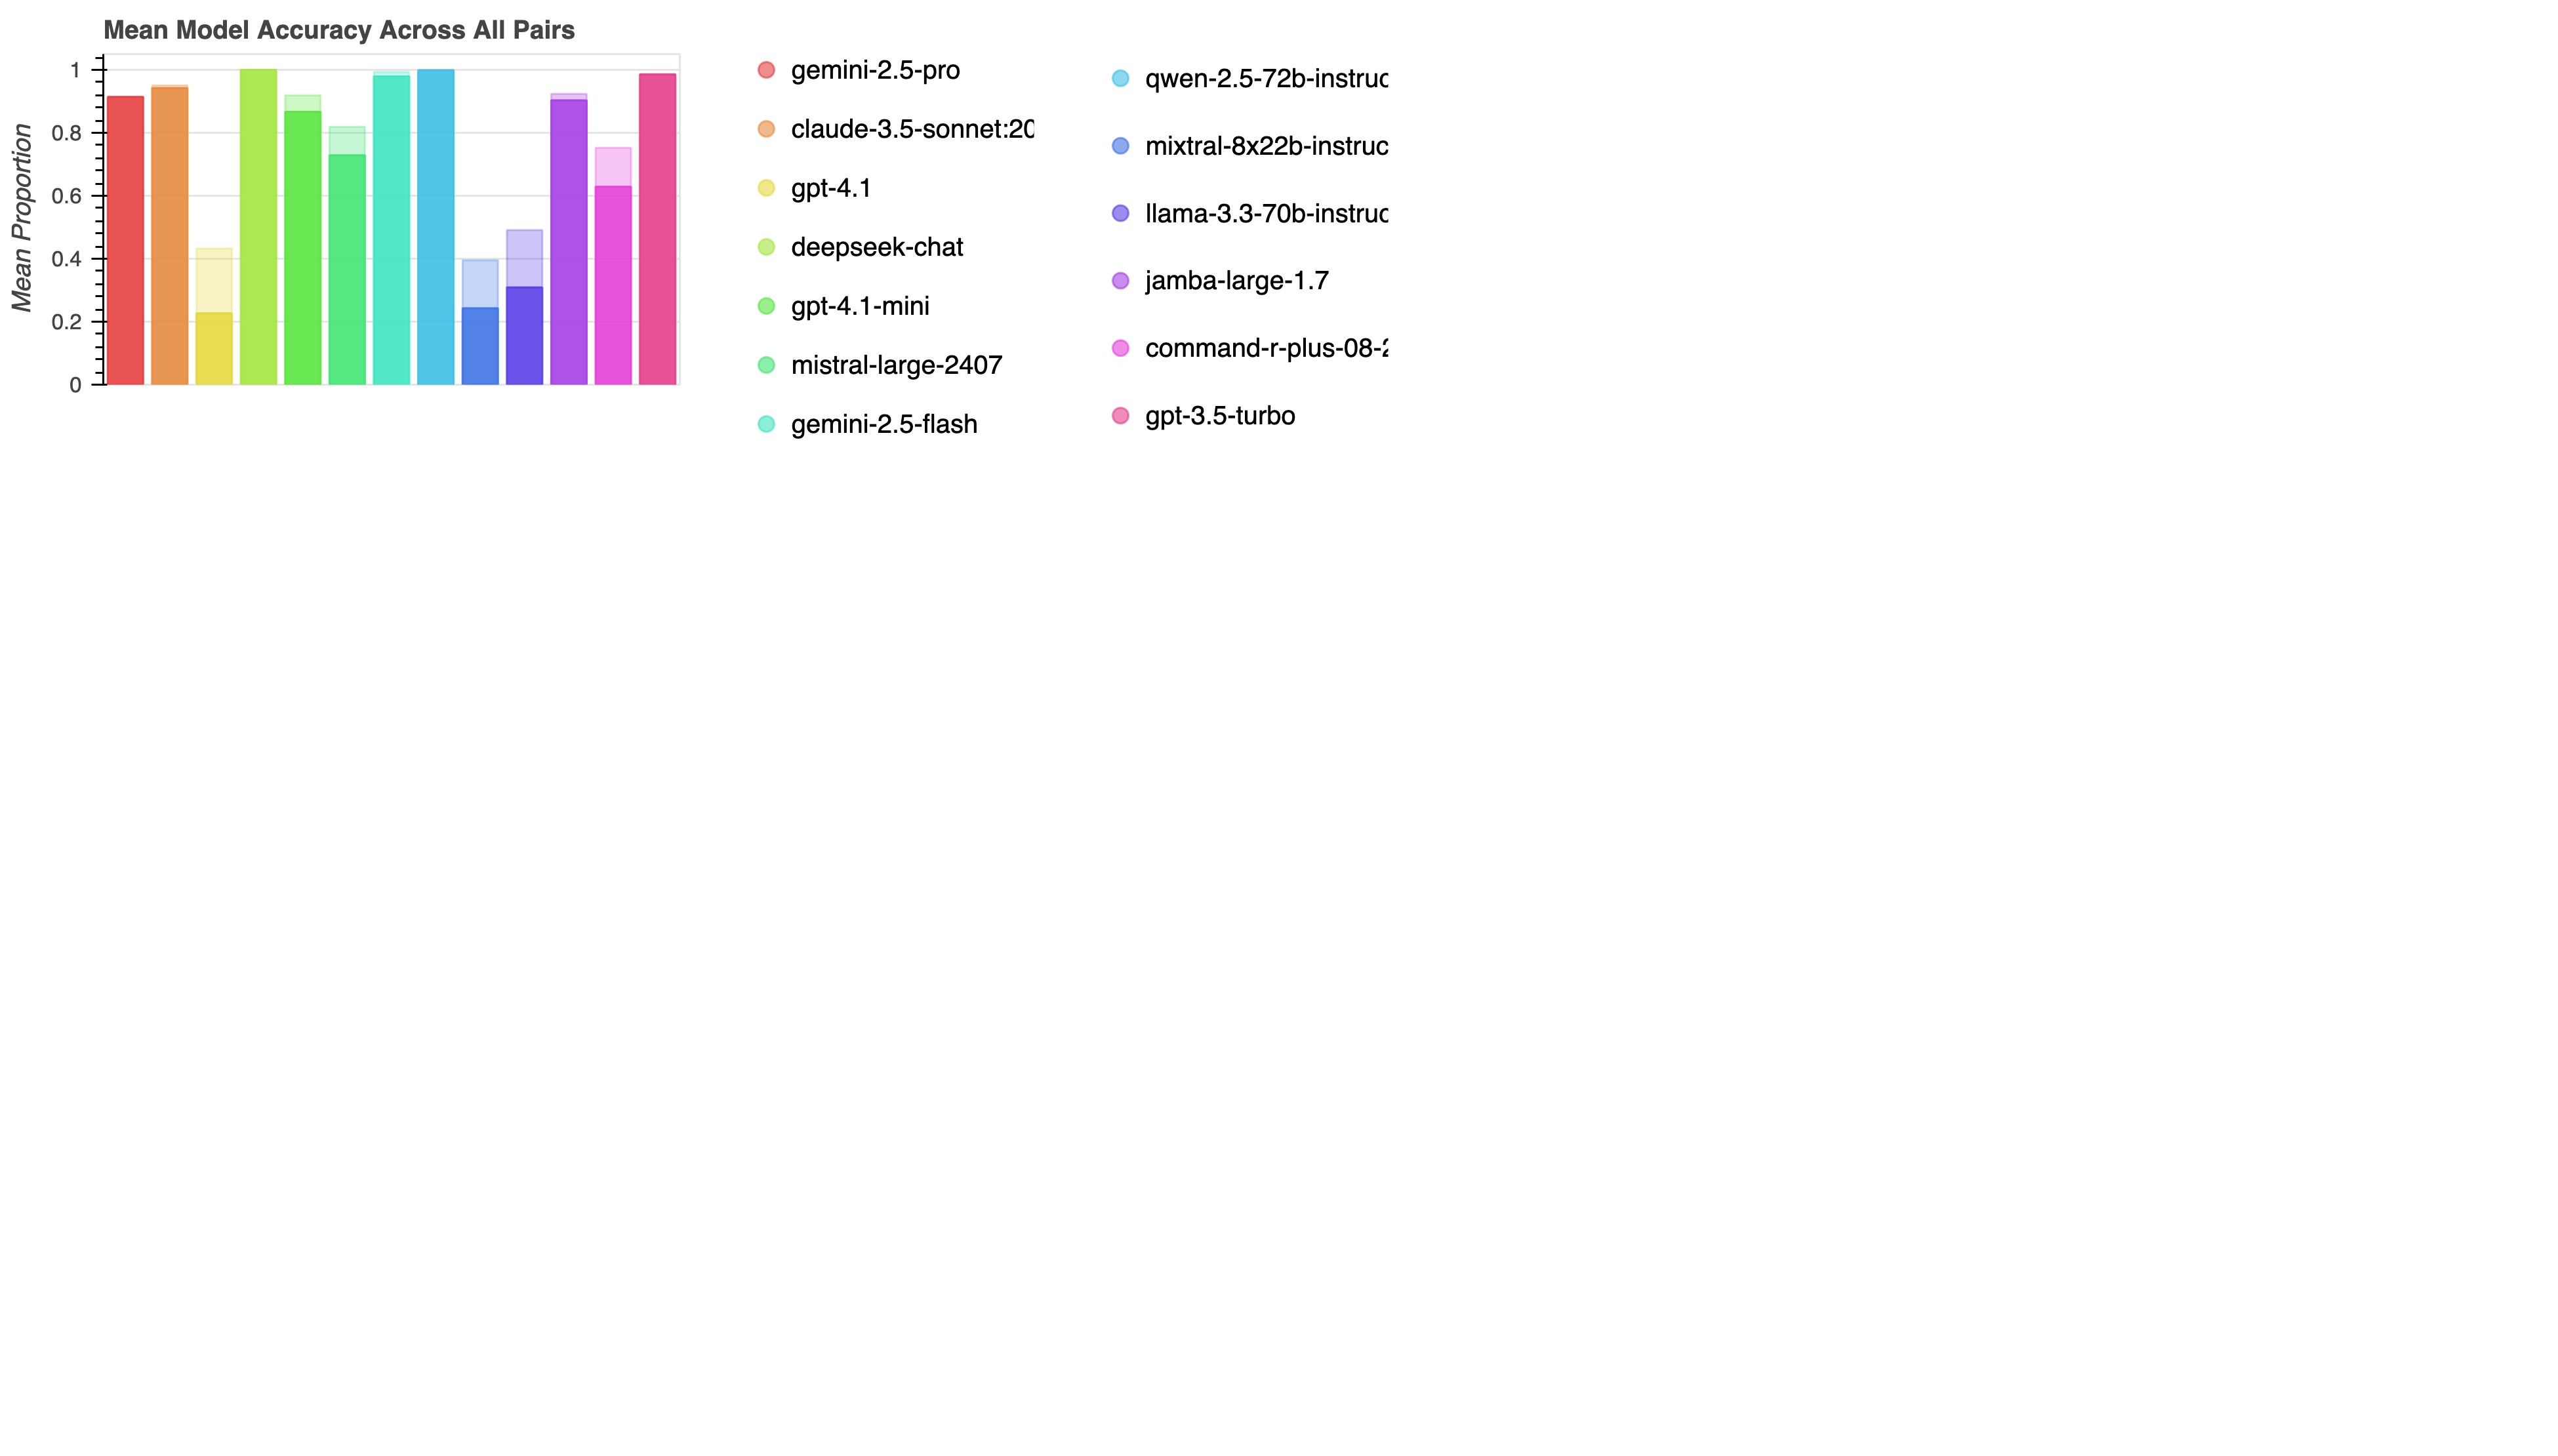 Mean Model Accuracy Across All Pairs
Mean Proportion
1
0.8
0.6
0.4
0.2
0
gemini-2.5-pro
claude-3.5-sonnet:20
gpt-4.1
deepseek-chat
gpt-4.1-mini
mistral-large-2407
gemini-2.5-flash
qwen-2.5-72b-instruc
mixtral-8x22b-instruc
llama-3.3-70b-instruc
jamba-large-1.7
command-r-plus-08-2
gpt-3.5-turbo